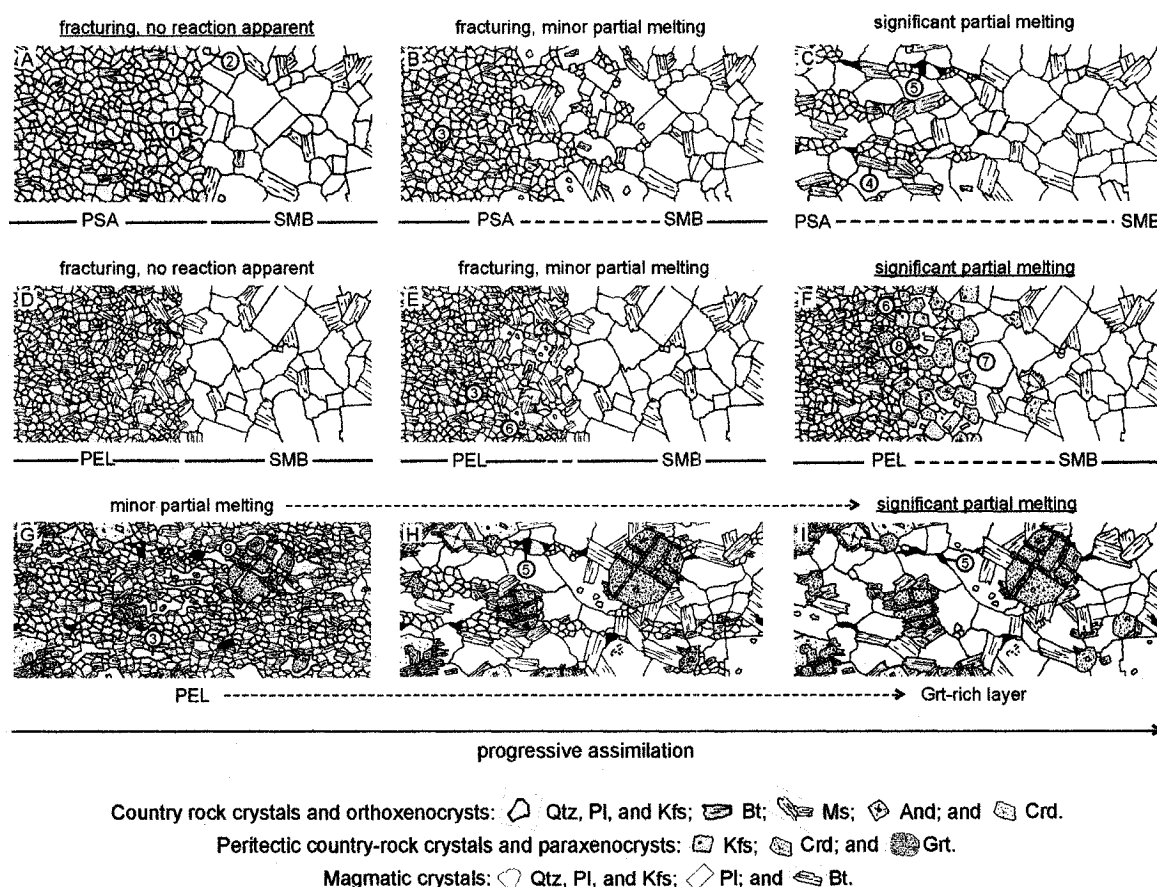 fracturing, no reaction apparent
fracturing, minor partial melting
significant partial melting
A
2
1
B
3
C
5
4
PSA
SMB
PSA
SMB
PSA
SMB
fracturing, no reaction apparent
fracturing, minor partial melting
significant partial melting
D
E
3
6
F
6
8
7
PEL
SMB
PEL
SMB
PEL
SMB
minor partial melting
significant partial melting
G
9
3
H
5
I
5
PEL
Grt-rich layer
progressive assimilation
Country rock crystals and orthoxenocrysts: Qtz, Pl, and Kfs; Bt; Ms; And; and Crd.
Peritectic country-rock crystals and paraxenocrysts: Kfs; Crd; and Grt.
Magmatic crystals: Qtz, Pl, and Kfs; Pl; and Bt.